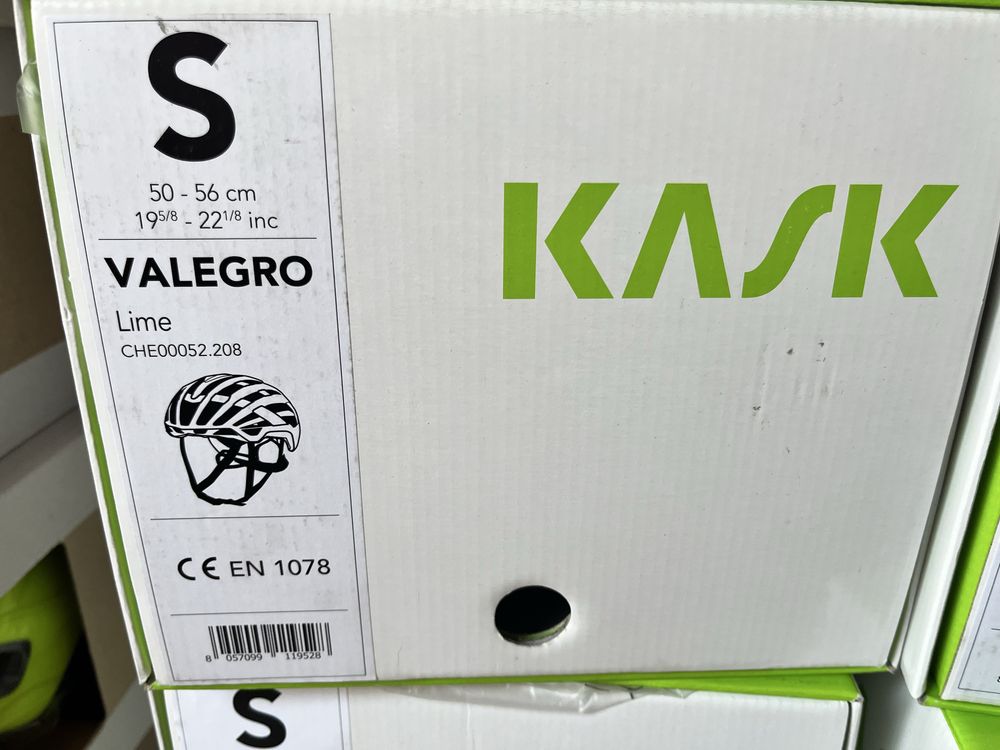 S
50 - 56 cm
19⁵/⁸ - 22¹/⁸ inc
VALEGRO
Lime
CHE00052.208
CE EN 1078
8 057099 119528
KASK
S